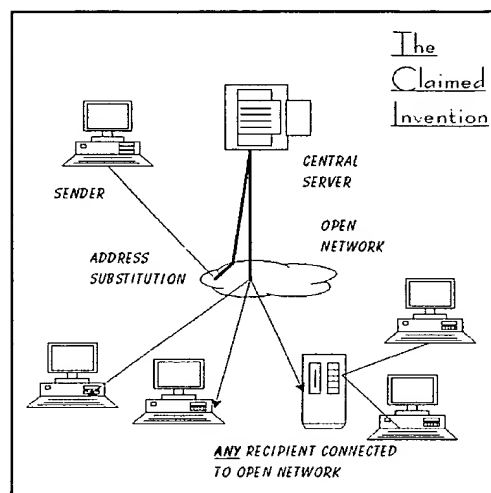 The
Claimed
Invention
CENTRAL
SERVER
SENDER
OPEN
NETWORK
ADDRESS
SUBSTITUTION
ANY RECIPIENT CONNECTED
TO OPEN NETWORK